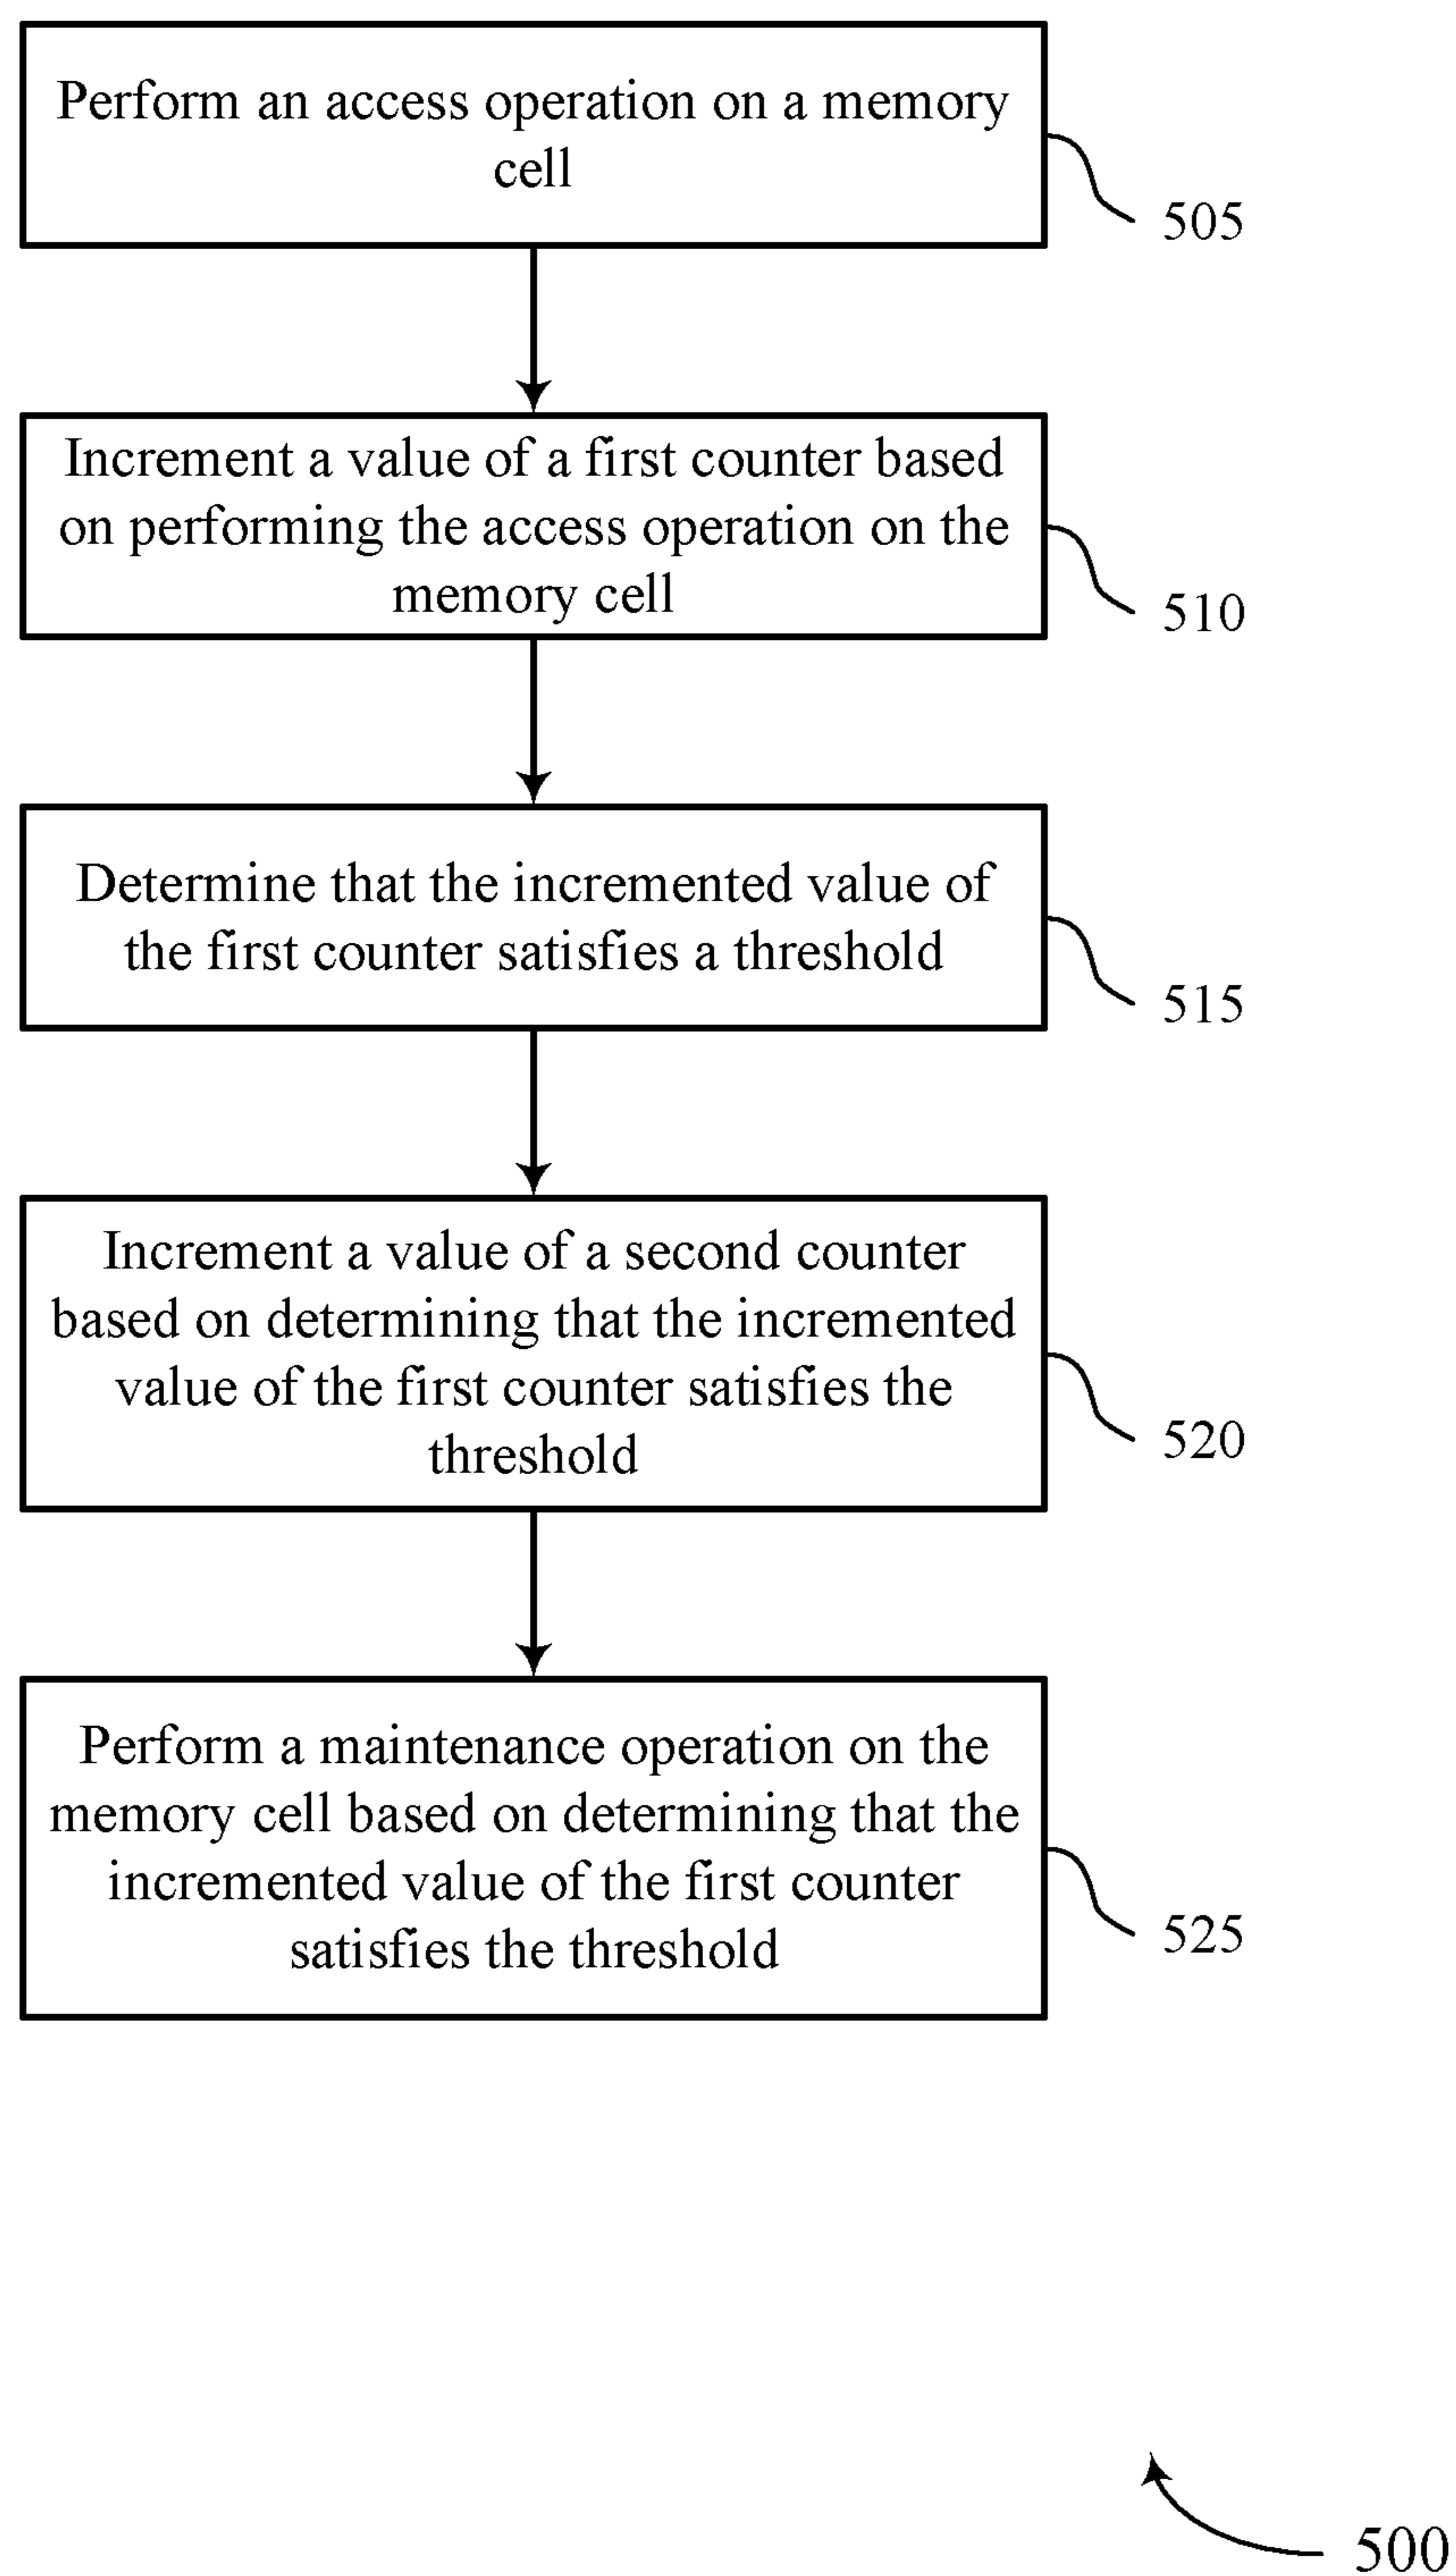 Perform an access operation on a memory
cell
505
Increment a value of a first counter based
on performing the access operation on the
memory cell
510
Determine that the incremented value of
the first counter satisfies a threshold
515
Increment a value of a second counter
based on determining that the incremented
value of the first counter satisfies the
threshold
520
Perform a maintenance operation on the
memory cell based on determining that the
incremented value of the first counter
satisfies the threshold
525
500